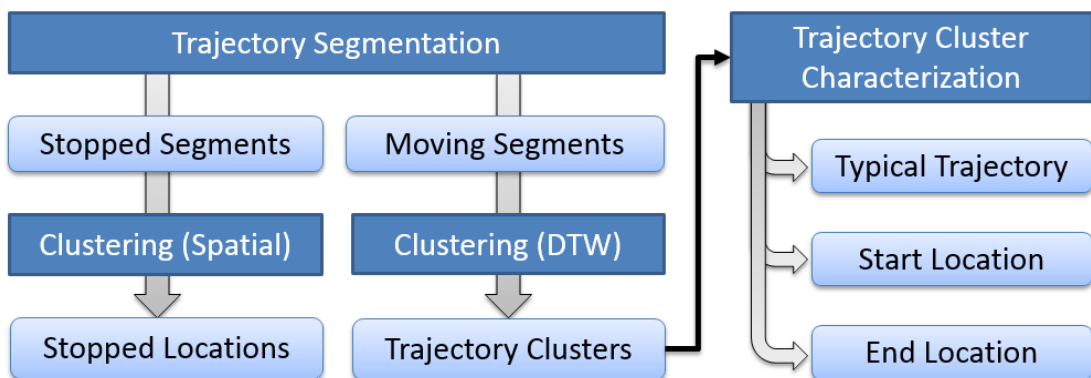 Trajectory Segmentation
Stopped Segments
Moving Segments
Clustering (Spatial)
Clustering (DTW)
Stopped Locations
Trajectory Clusters
Trajectory Cluster
Characterization
Typical Trajectory
Start Location
End Location